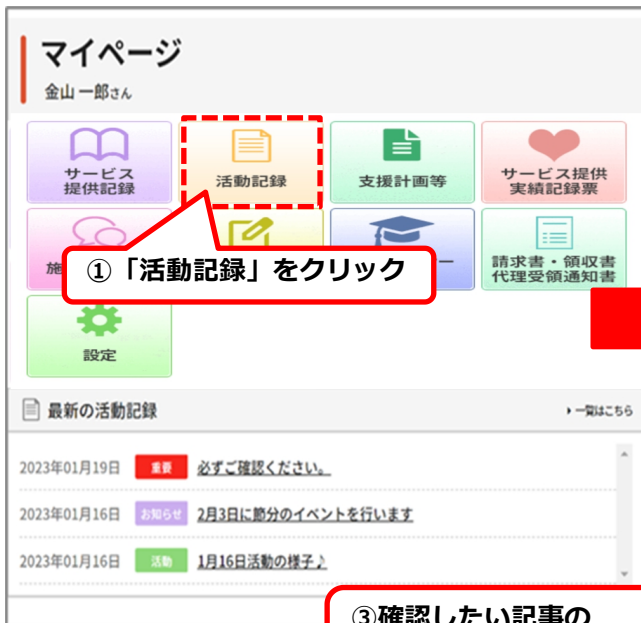 マイページ
金山 一郎さん
サービス
提供記録
活動記録
支援計画等
サービス提供
実績記録票
施
①「活動記録」をクリック
ー
請求書・領収書
代理受領通知書
設定
最新の活動記録
一覧はこちら
2023年01月19日 重要 必ずご確認ください。
2023年01月16日 お知らせ 2月3日に節分のイベントを行います
2023年01月16日 活動 1月16日活動の様子♪
③確認したい記事の